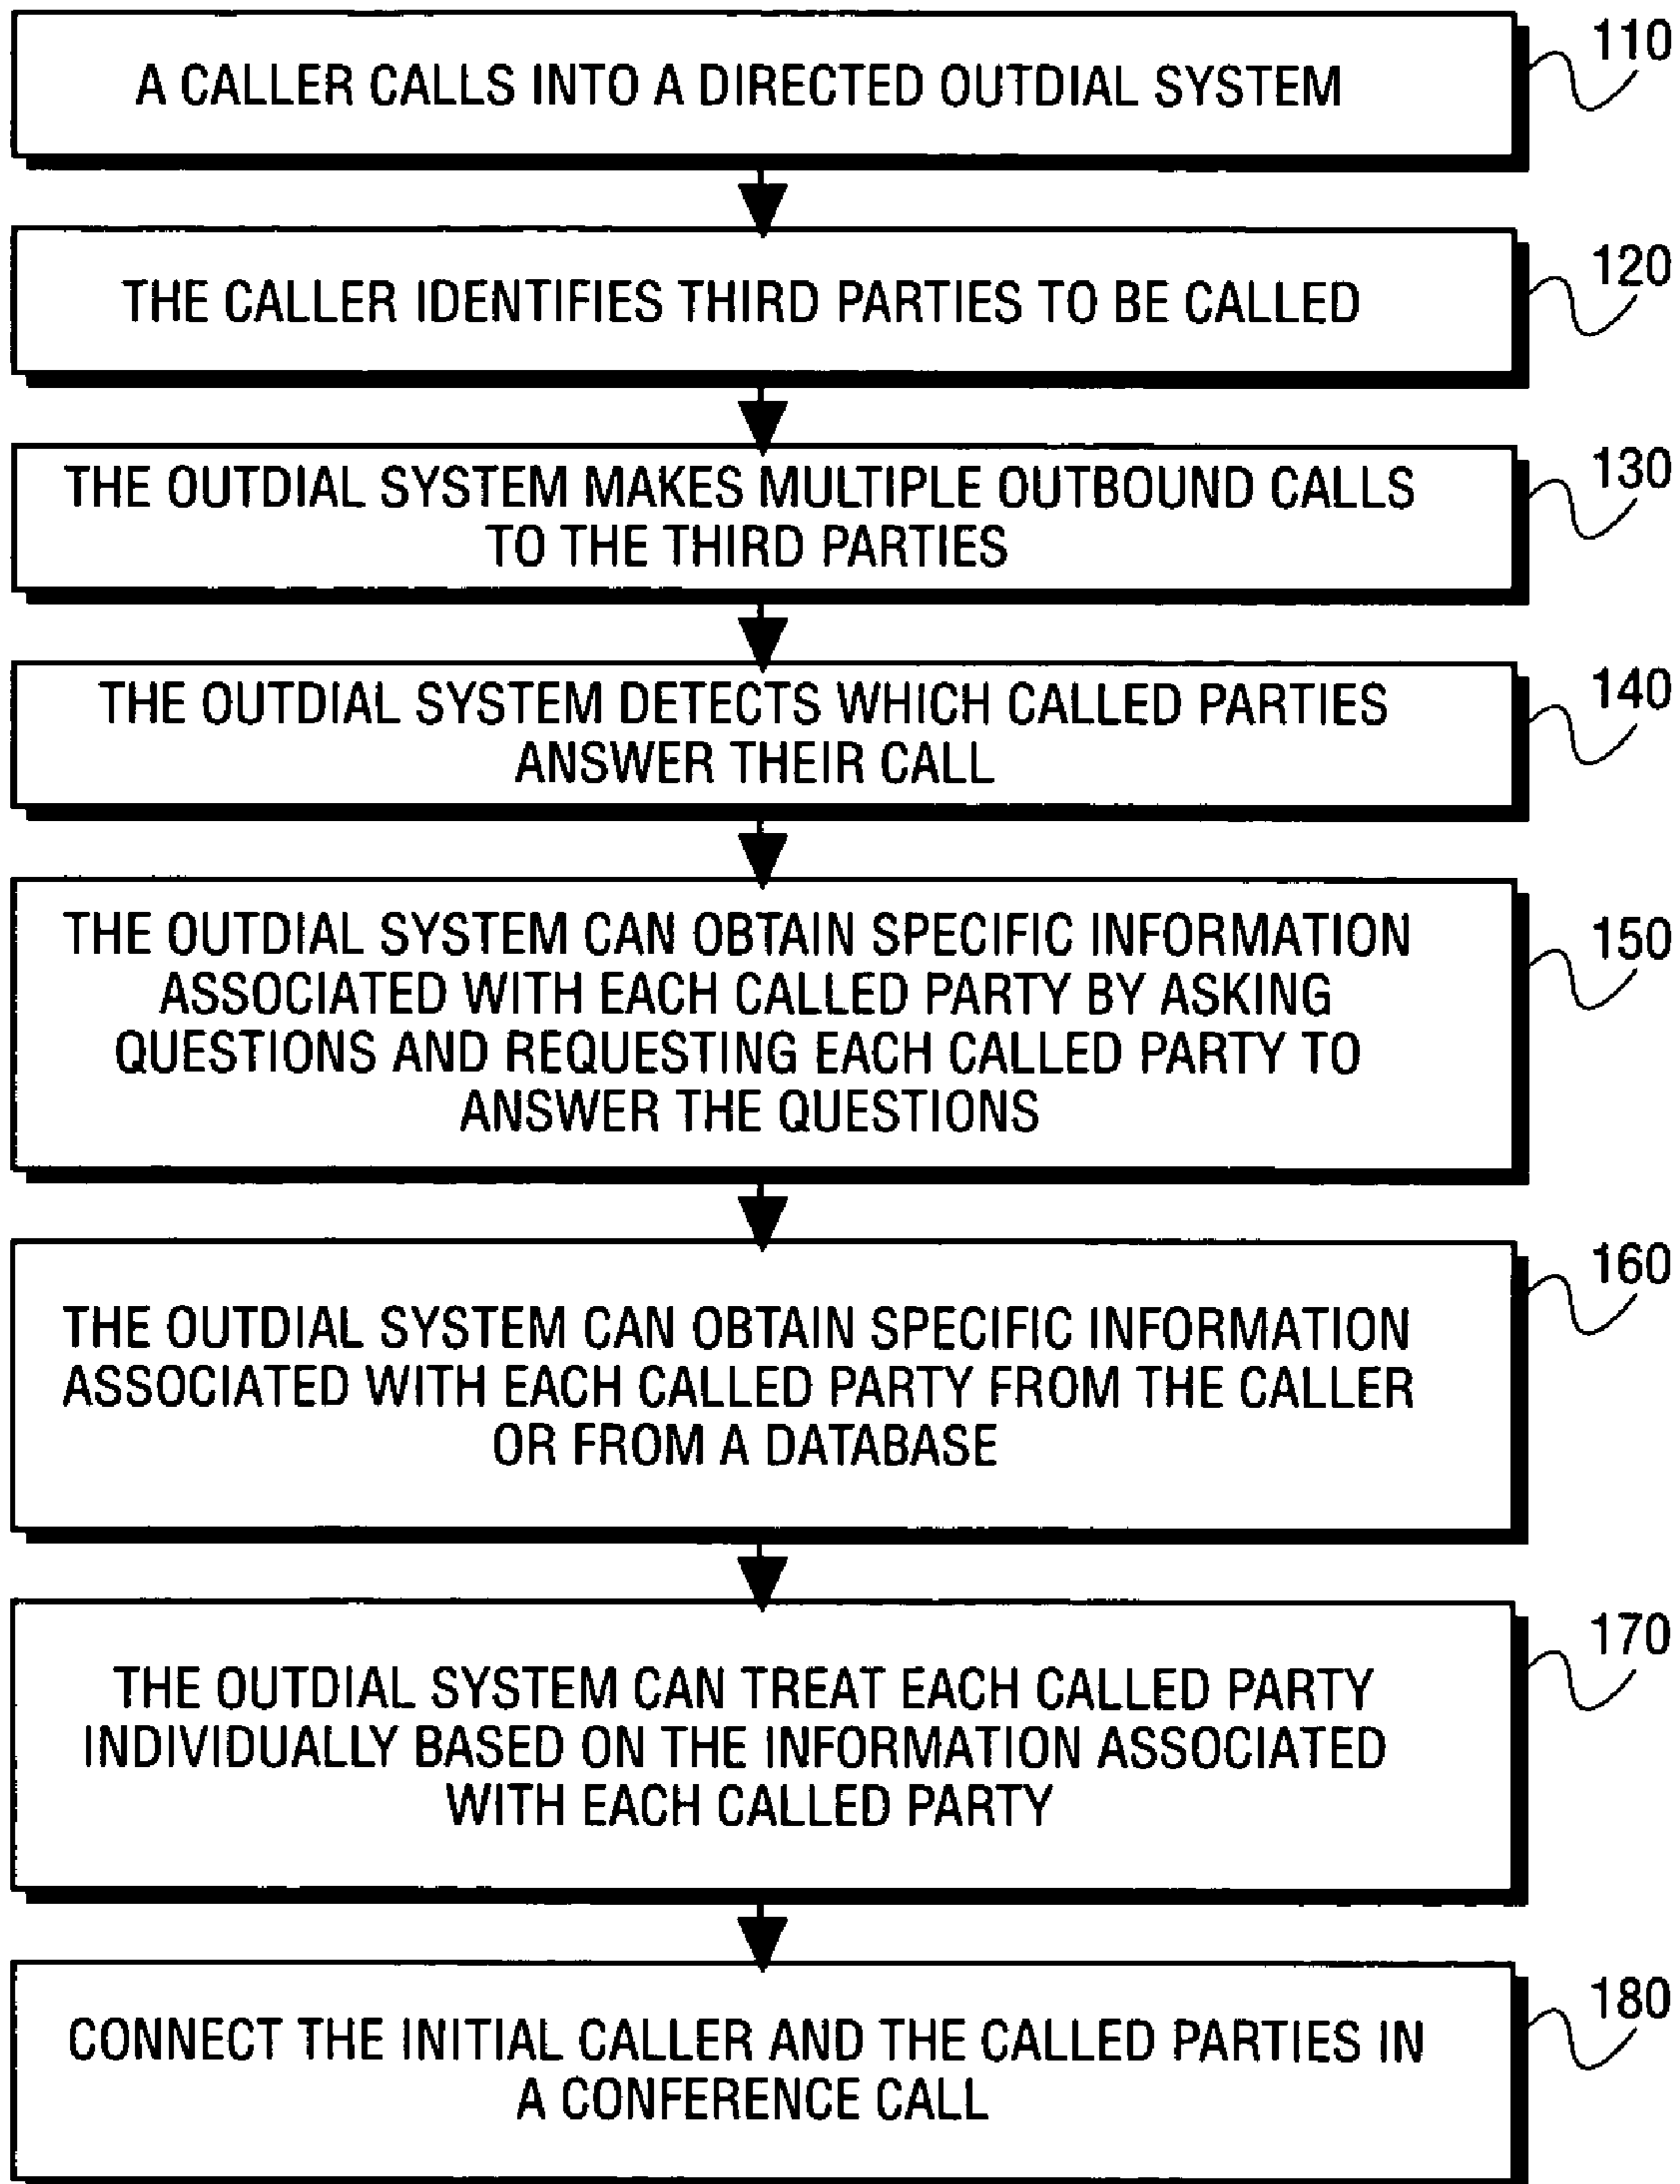 A CALLER CALLS INTO A DIRECTED OUTDIAL SYSTEM
110
THE CALLER IDENTIFIES THIRD PARTIES TO BE CALLED
120
THE OUTDIAL SYSTEM MAKES MULTIPLE OUTBOUND CALLS
TO THE THIRD PARTIES
130
THE OUTDIAL SYSTEM DETECTS WHICH CALLED PARTIES
ANSWER THEIR CALL
140
THE OUTDIAL SYSTEM CAN OBTAIN SPECIFIC INFORMATION
ASSOCIATED WITH EACH CALLED PARTY BY ASKING
QUESTIONS AND REQUESTING EACH CALLED PARTY TO
ANSWER THE QUESTIONS
150
THE OUTDIAL SYSTEM CAN OBTAIN SPECIFIC INFORMATION
ASSOCIATED WITH EACH CALLED PARTY FROM THE CALLER
OR FROM A DATABASE
160
THE OUTDIAL SYSTEM CAN TREAT EACH CALLED PARTY
INDIVIDUALLY BASED ON THE INFORMATION ASSOCIATED
WITH EACH CALLED PARTY
170
CONNECT THE INITIAL CALLER AND THE CALLED PARTIES IN
A CONFERENCE CALL
180